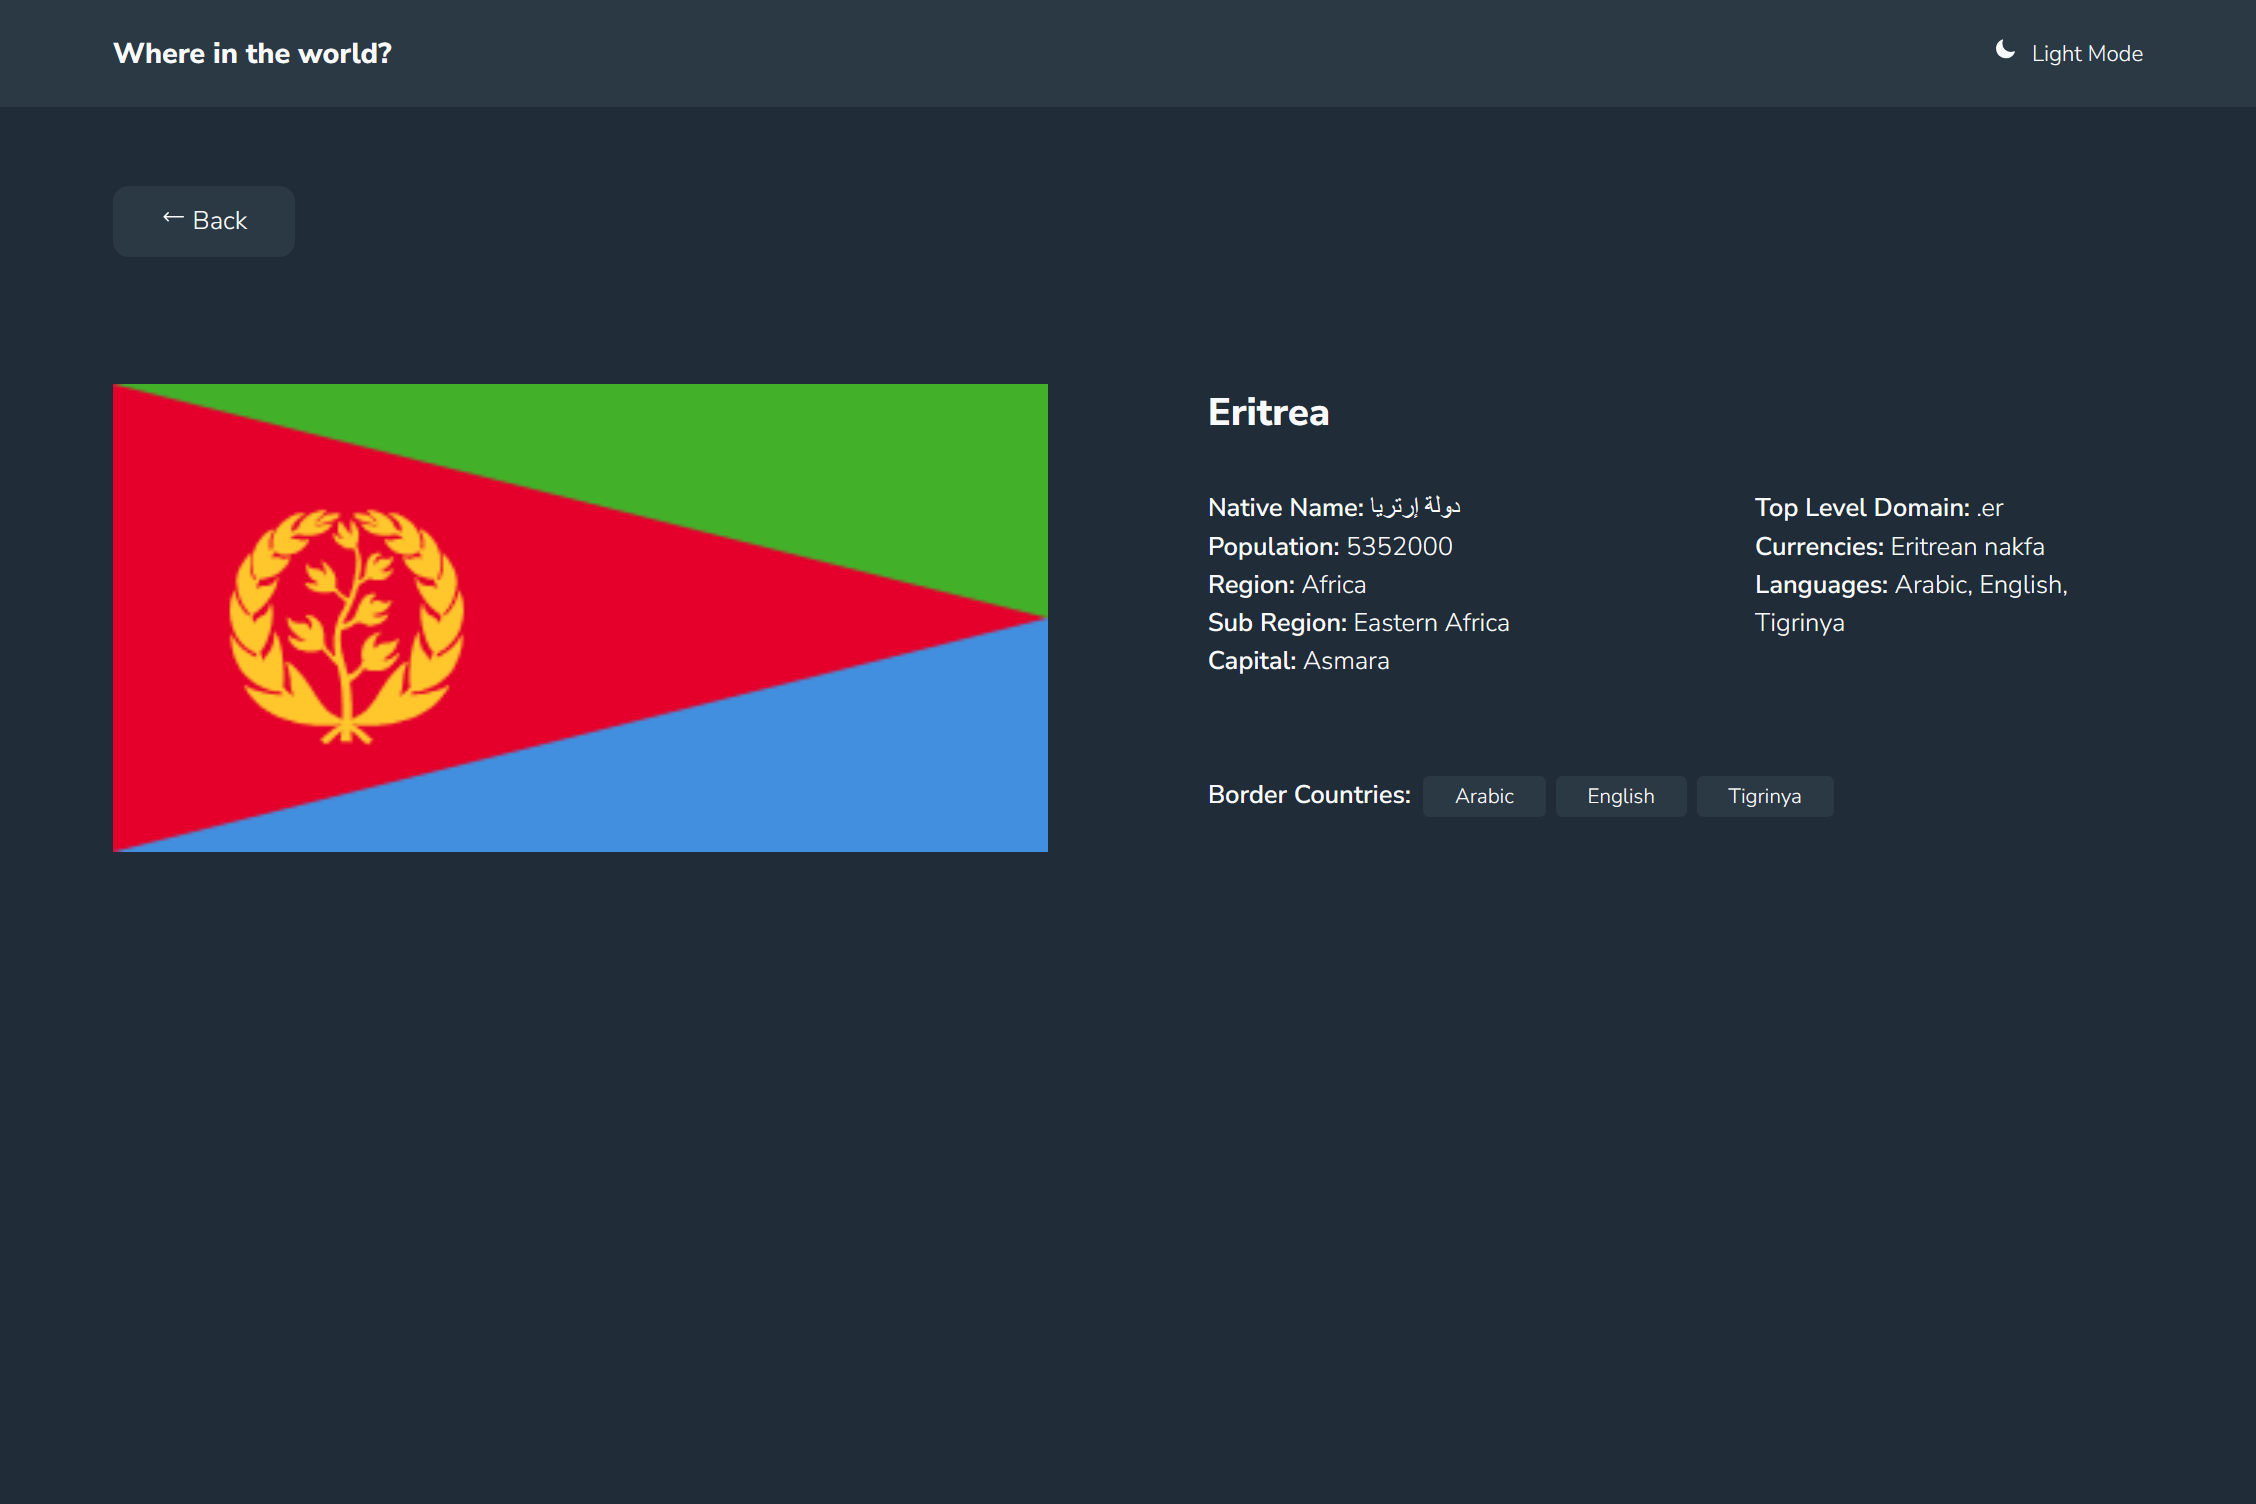 Where in the world?
Light Mode
← Back
Eritrea
Native Name: دولة إرتريا
Population: 5352000
Region: Africa
Sub Region: Eastern Africa
Capital: Asmara
Top Level Domain: .er
Currencies: Eritrean nakfa
Languages: Arabic, English,
Tigrinya
Border Countries: Arabic English Tigrinya